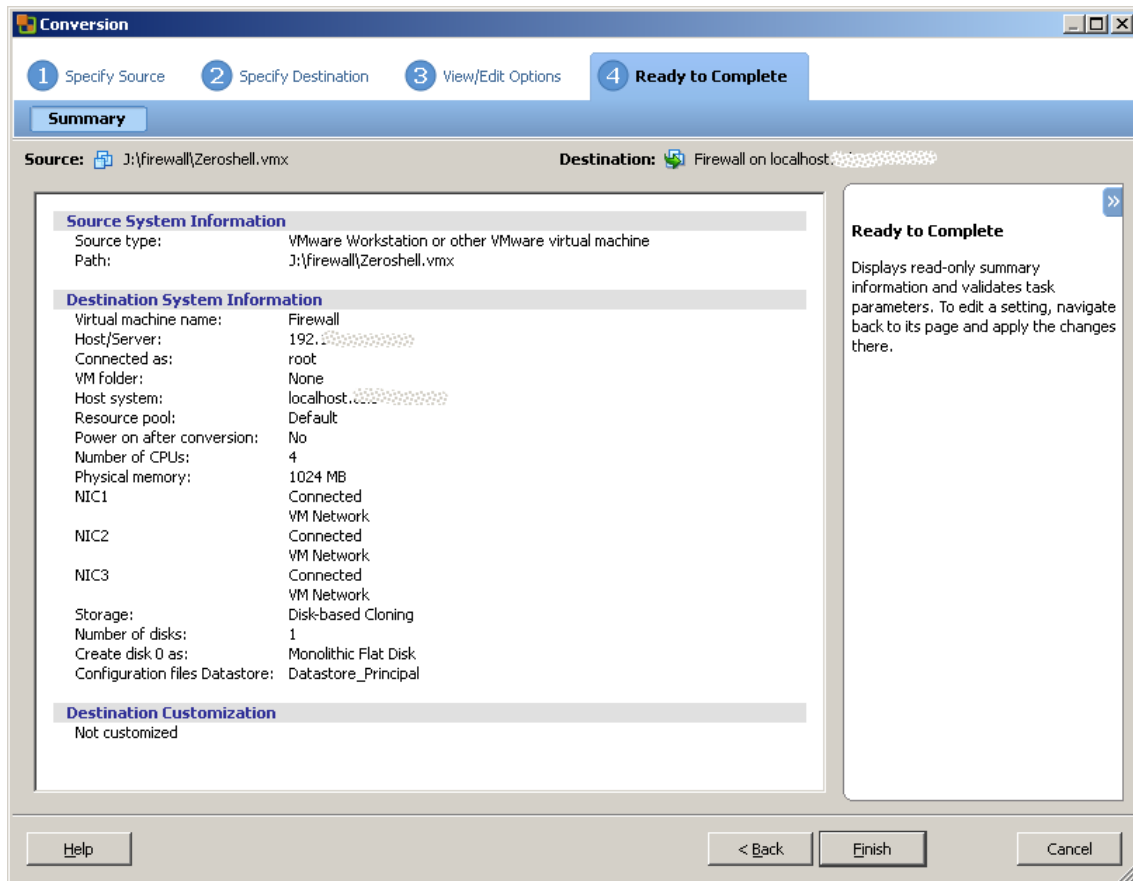 Conversion
1 Specify Source 2 Specify Destination 3 View/Edit Options 4 Ready to Complete
Summary
Source: J:\firewall\Zeroshell.vmx Destination: Firewall on localhost.
Source System Information
Source type: VMware Workstation or other VMware virtual machine
Path: J:\firewall\Zeroshell.vmx
Destination System Information
Virtual machine name: Firewall
Host/Server: 192.
Connected as: root
VM folder: None
Host system: localhost.
Resource pool: Default
Power on after conversion: No
Number of CPUs: 4
Physical memory: 1024 MB
NIC1 Connected
VM Network
NIC2 Connected
VM Network
NIC3 Connected
VM Network
Storage: Disk-based Cloning
Number of disks: 1
Create disk 0 as: Monolithic Flat Disk
Configuration files Datastore: Datastore_Principal
Destination Customization
Not customized
»
Ready to Complete
Displays read-only summary
information and validates task
parameters. To edit a setting, navigate
back to its page and apply the changes
there.
Help < Back Finish Cancel